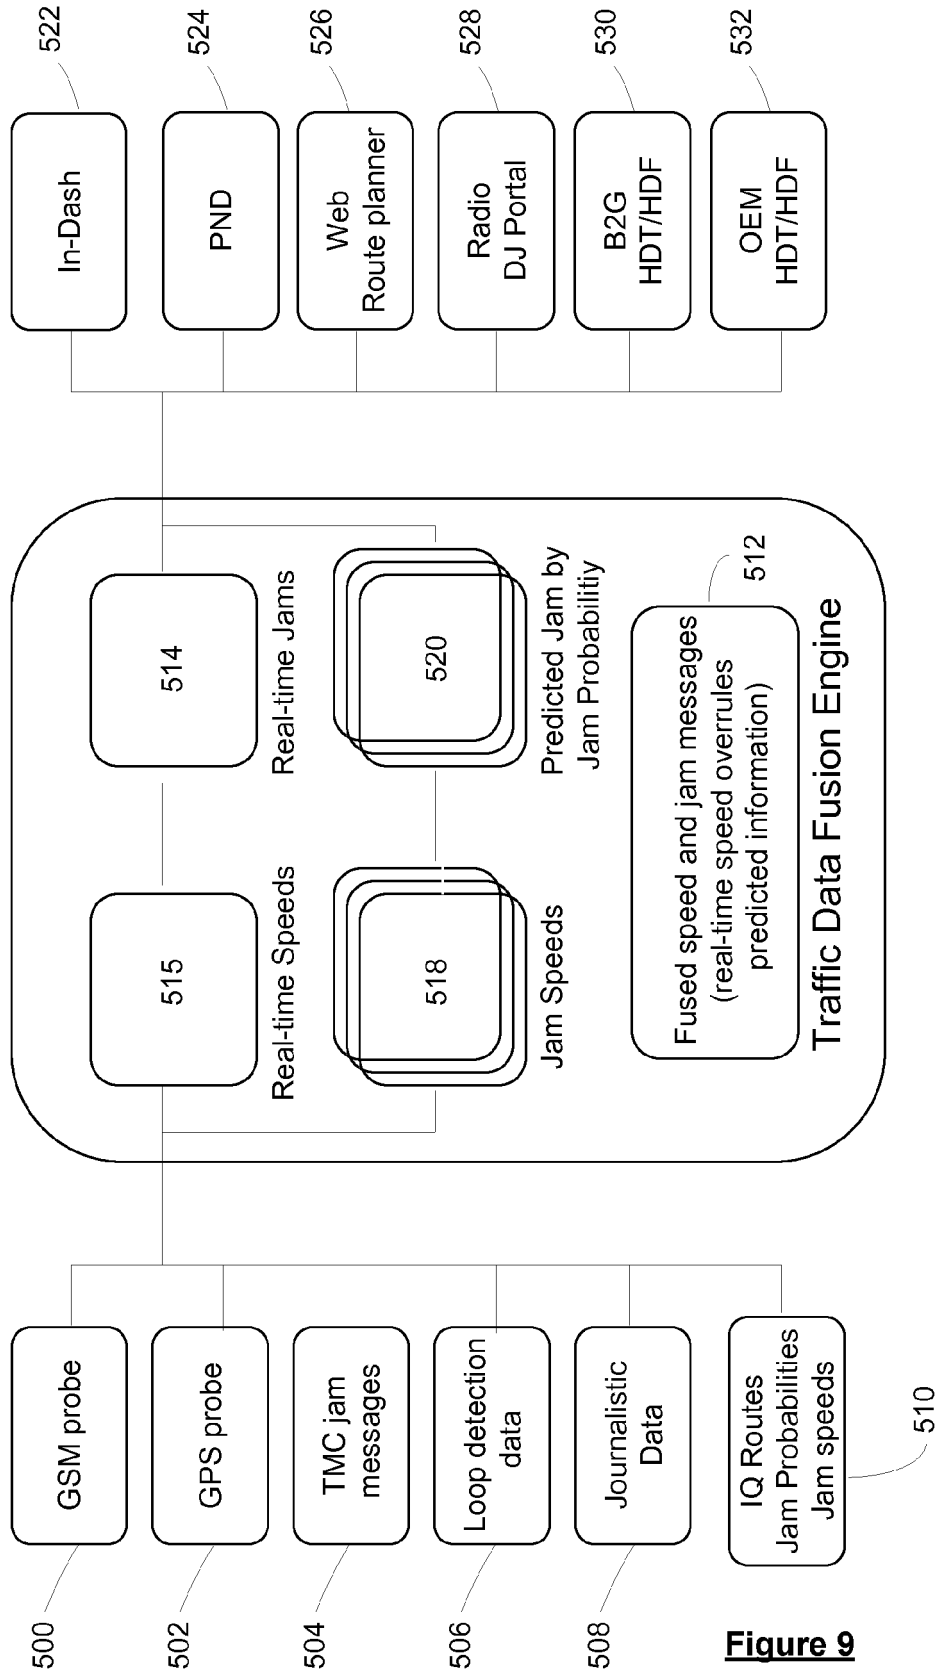 500
GSM probe
502
GPS probe
504
TMC jam
messages
506
Loop detection
data
508
Journalistic
Data
IQ Routes
Jam Probabilities
Jam speeds
510
515
Real-time Speeds
514
Real-time Jams
518
Jam Speeds
520
Predicted Jam by
Jam Probabilitiy
Fused speed and jam messages
(real-time speed overrules
predicted information)
512
Traffic Data Fusion Engine
In-Dash
522
PND
524
Web
Route planner
526
Radio
DJ Portal
528
B2G
HDT/HDF
530
OEM
HDT/HDF
532
Figure 9